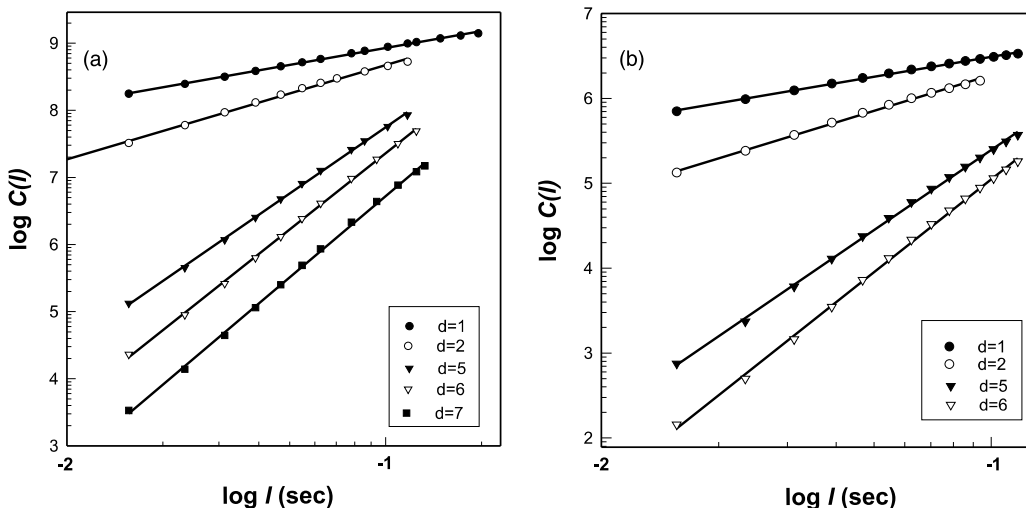 (a)
9
8
7
6
5
4
3
-2
-1
log C(l)
log l (sec)
d=1
d=2
d=5
d=6
d=7
(b)
7
6
5
4
3
2
-2
-1
log C(l)
log l (sec)
d=1
d=2
d=5
d=6